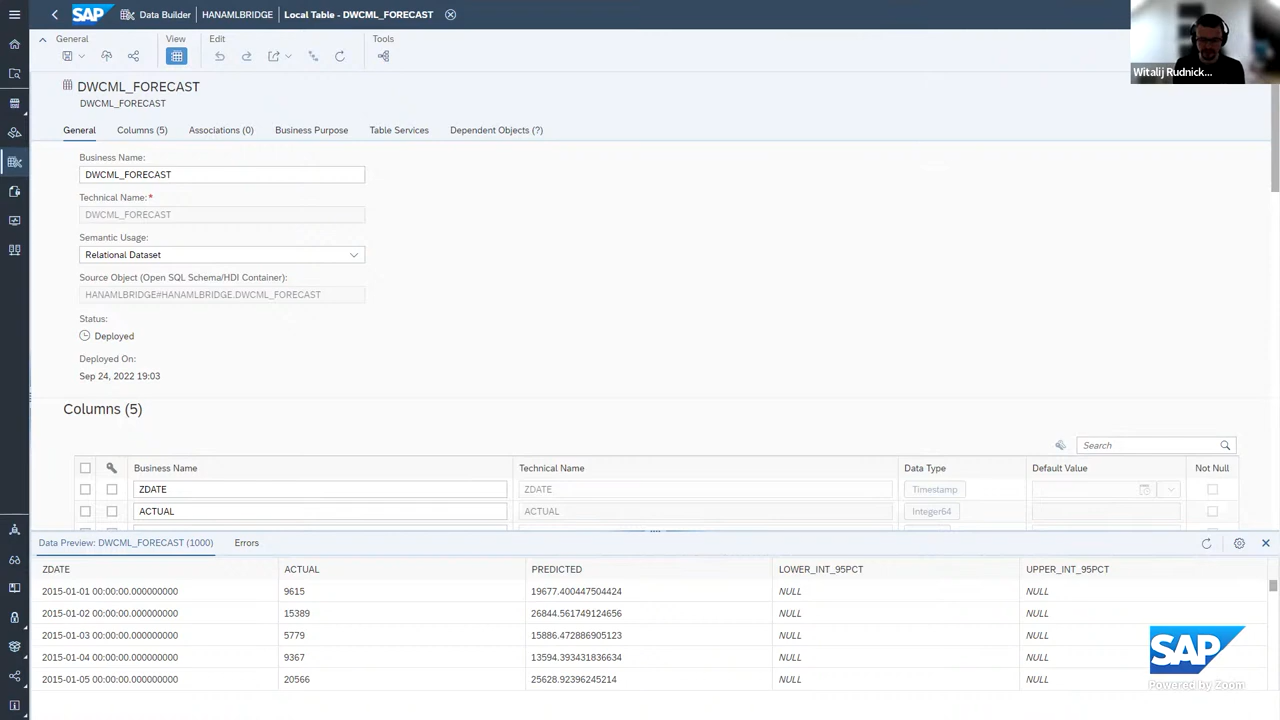 SAP Data Builder HANAMLBRIDGE Local Table - DWCML_FORECAST
General View Edit Tools
Witalij Rudnick...
DWCML_FORECAST
DWCML_FORECAST
General Columns (5) Associations (0) Business Purpose Table Services Dependent Objects (?)
Business Name:
DWCML_FORECAST
Technical Name:*
DWCML_FORECAST
Semantic Usage:
Relational Dataset
Source Object (Open SQL Schema/HDI Container):
HANAMLBRIDGE#HANAMLBRIDGE.DWCML_FORECAST
Status:
Deployed
Deployed On:
Sep 24, 2022 19:03
Columns (5)
Search
Business Name Technical Name Data Type Default Value Not Null
ZDATE ZDATE Timestamp
ACTUAL ACTUAL Integer64
Data Preview: DWCML_FORECAST (1000) Errors
ZDATE ACTUAL PREDICTED LOWER_INT_95PCT UPPER_INT_95PCT
2015-01-01 00:00:00.000000000 9615 19677.400447504424 NULL NULL
2015-01-02 00:00:00.000000000 15389 26844.561749124656 NULL NULL
2015-01-03 00:00:00.000000000 5779 15886.472886905123 NULL NULL
2015-01-04 00:00:00.000000000 9367 13594.393431836634 NULL NULL
2015-01-05 00:00:00.000000000 20566 25628.92396245214 NULL NULL
SAP
Powered by Zoom